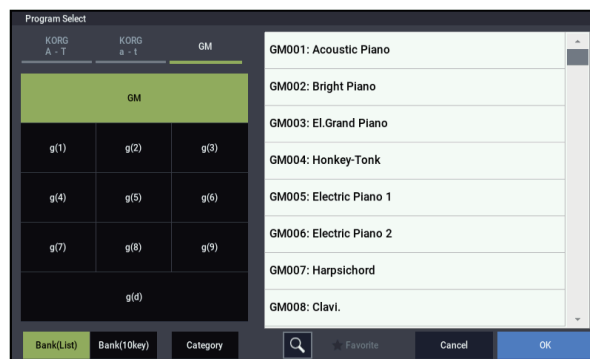 Program Select
KORG
A - T
KORG
a - t
GM
GM
g(1) g(2) g(3)
g(4) g(5) g(6)
g(7) g(8) g(9)
g(d)
GM001: Acoustic Piano
GM002: Bright Piano
GM003: El.Grand Piano
GM004: Honkey-Tonk
GM005: Electric Piano 1
GM006: Electric Piano 2
GM007: Harpsichord
GM008: Clavi.
Bank(List) Bank(10key) Category Favorite Cancel OK